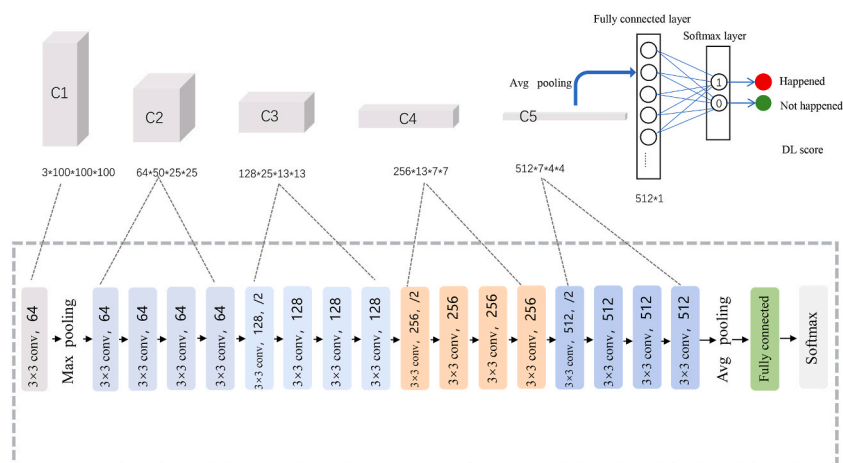 Fully connected layer
Softmax layer
C1
C2
C3
C4
C5
Avg pooling
1
0
Happened
Not happened
DL score
3*100*100*100
64*50*25*25
128*25*13*13
256*13*7*7
512*7*4*4
512*1
3×3 conv, 64
Max pooling
3×3 conv, 64
3×3 conv, 64
3×3 conv, 64
3×3 conv, 64
3×3 conv, 128, /2
3×3 conv, 128
3×3 conv, 128
3×3 conv, 128
3×3 conv, 256, /2
3×3 conv, 256
3×3 conv, 256
3×3 conv, 256
3×3 conv, 512, /2
3×3 conv, 512
3×3 conv, 512
3×3 conv, 512
Avg pooling
Fully connected
Softmax